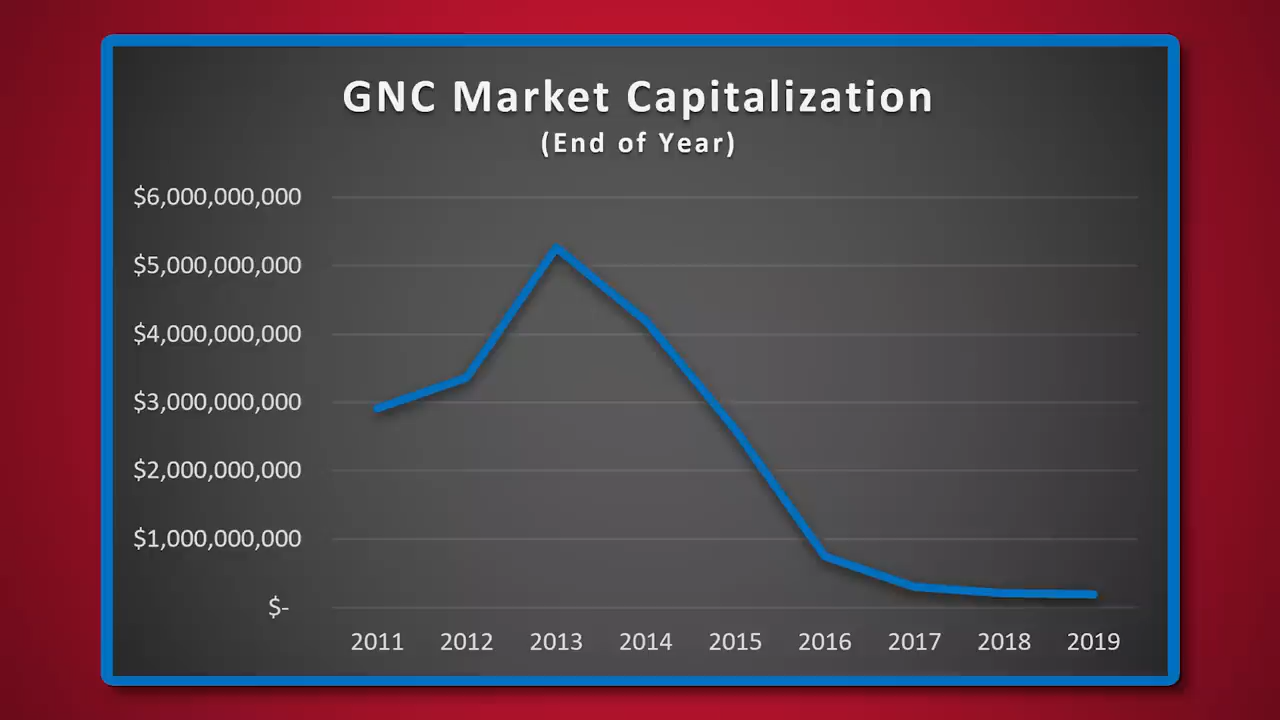 GNC Market Capitalization
(End of Year)
$6,000,000,000
$5,000,000,000
$4,000,000,000
$3,000,000,000
$2,000,000,000
$1,000,000,000
$-
2011 2012 2013 2014 2015 2016 2017 2018 2019